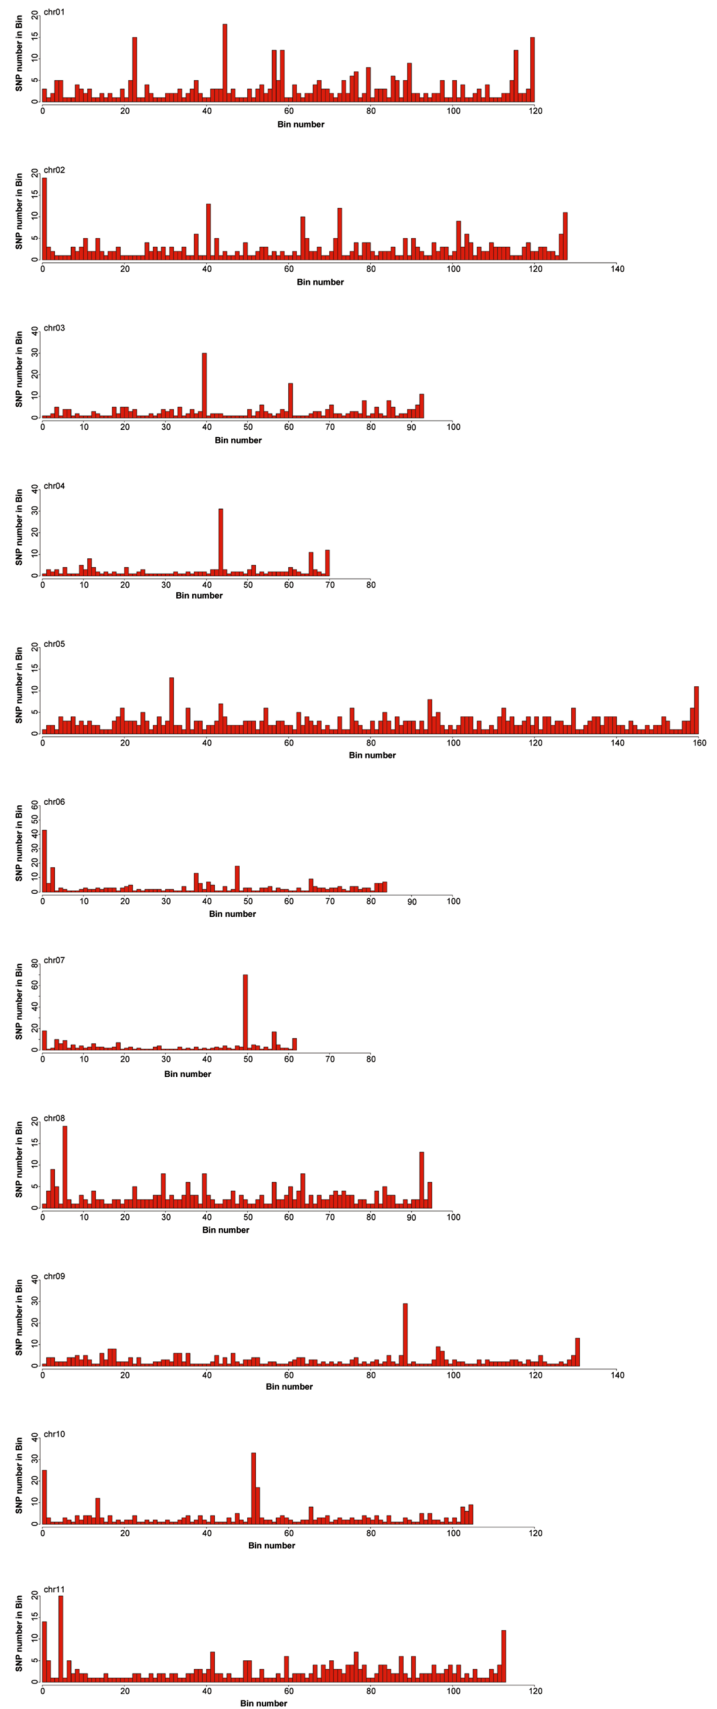 chr01
SNP number in Bin
0 5 10 15 20
0 20 40 60 80 100 120
Bin number
chr02
SNP number in Bin
0 5 10 15 20
0 20 40 60 80 100 120 140
Bin number
chr03
SNP number in Bin
0 10 20 30 40
0 10 20 30 40 50 60 70 80 90 100
Bin number
chr04
SNP number in Bin
0 10 20 30 40
0 10 20 30 40 50 60 70 80
Bin number
chr05
SNP number in Bin
0 5 10 15 20
0 20 40 60 80 100 120 140 160
Bin number
chr06
SNP number in Bin
0 10 20 30 40 50 60
0 10 20 30 40 50 60 70 80 90 100
Bin number
chr07
SNP number in Bin
0 20 40 60 80
0 10 20 30 40 50 60 70 80
Bin number
chr08
SNP number in Bin
0 5 10 15 20
0 10 20 30 40 50 60 70 80 90 100
Bin number
chr09
SNP number in Bin
0 10 20 30 40
0 20 40 60 80 100 120 140
Bin number
chr10
SNP number in Bin
0 10 20 30 40
0 20 40 60 80 100 120
Bin number
chr11
SNP number in Bin
0 5 10 15 20
0 20 40 60 80 100 120
Bin number